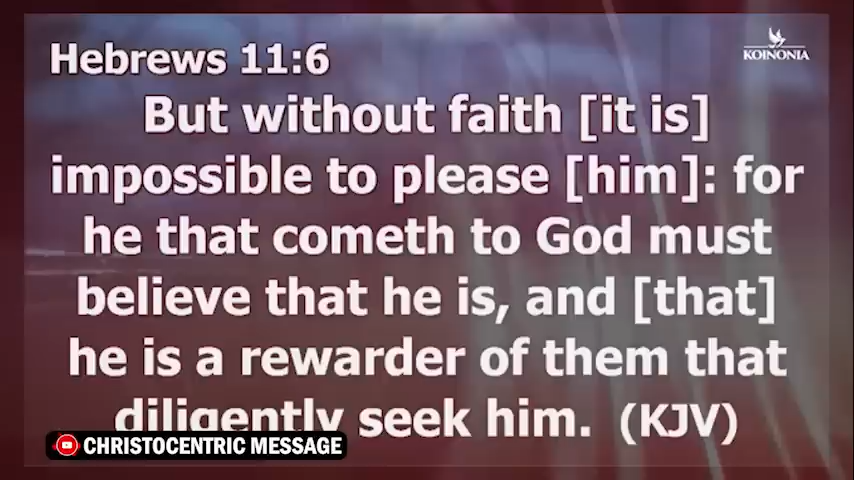 Hebrews 11:6
KOINONIA
But without faith [it is]
impossible to please [him]: for
he that cometh to God must
believe that he is, and [that]
he is a rewarder of them that
diligently seek him. (KJV)
CHRISTOCENTRIC MESSAGE